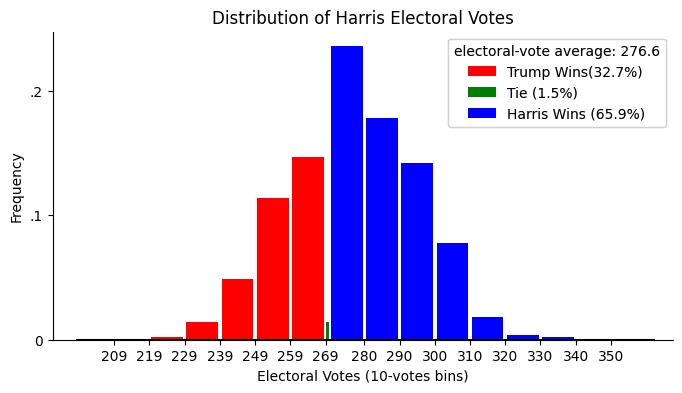 Distribution of Harris Electoral Votes
electoral-vote average: 276.6
Trump Wins(32.7%)
Tie (1.5%)
Harris Wins (65.9%)
Frequency
.2
.1
0
209 219 229 239 249 259 269 280 290 300 310 320 330 340 350
Electoral Votes (10-votes bins)